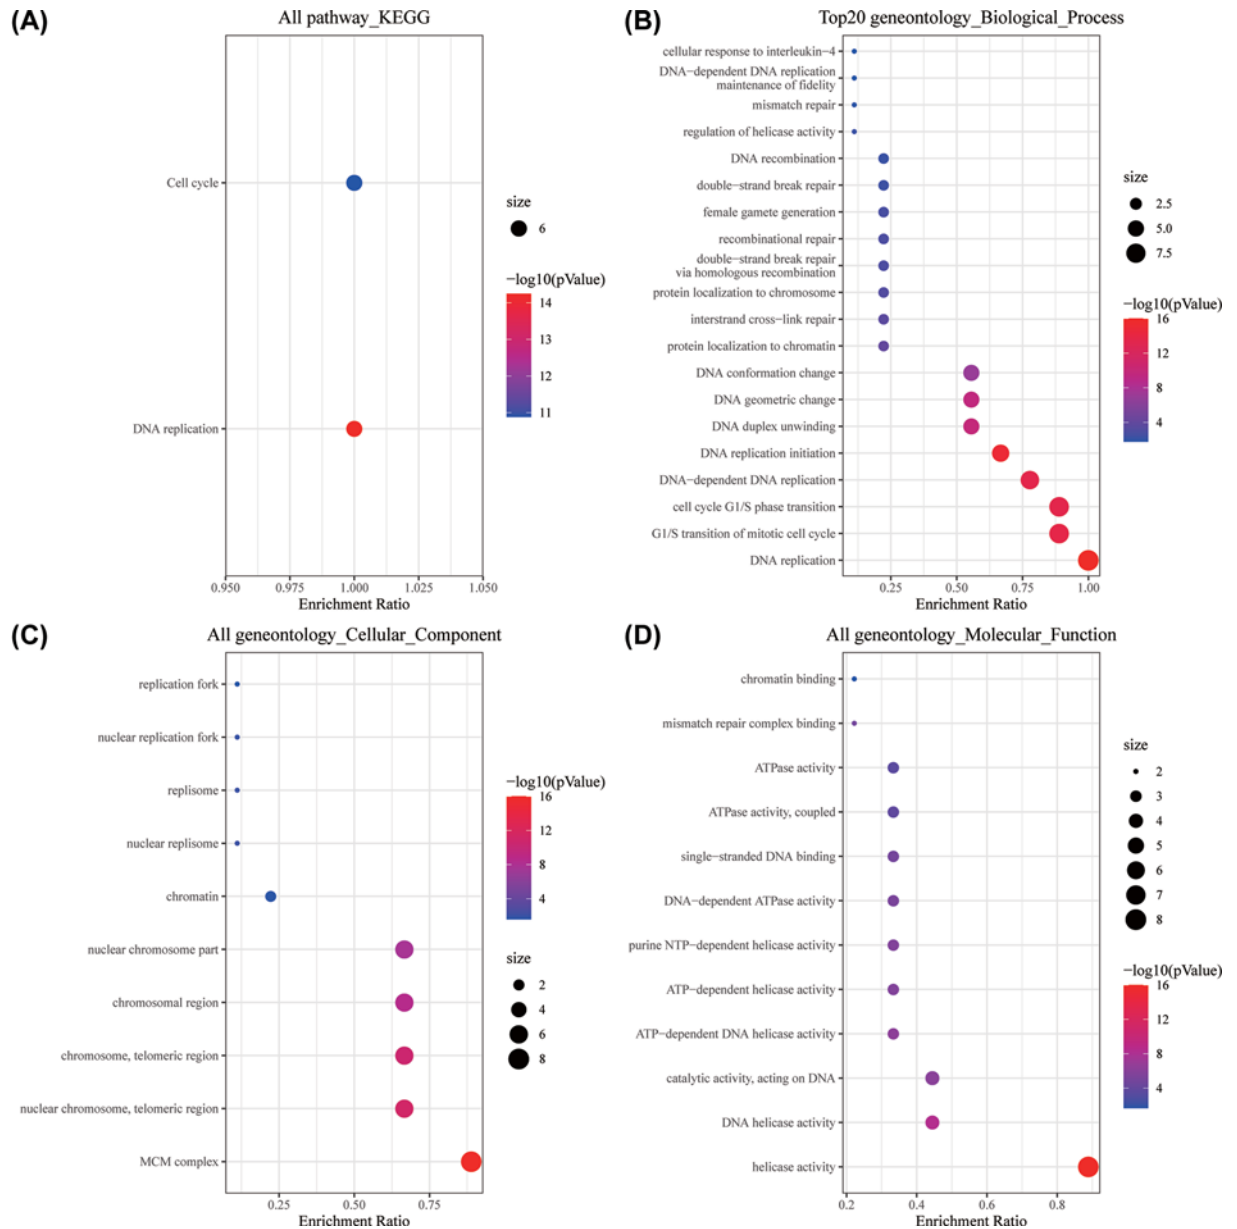 (A)
All pathway_KEGG
Cell cycle
DNA replication
0.950 0.975 1.000 1.025 1.050
Enrichment Ratio
size
6
−log10(pValue)
14
13
12
11
(B)
Top20 geneontology_Biological_Process
cellular response to interleukin−4
DNA−dependent DNA replication
maintenance of fidelity
mismatch repair
regulation of helicase activity
DNA recombination
double−strand break repair
female gamete generation
recombinational repair
double−strand break repair
via homologous recombination
protein localization to chromosome
interstrand cross−link repair
protein localization to chromatin
DNA conformation change
DNA geometric change
DNA duplex unwinding
DNA replication initiation
DNA−dependent DNA replication
cell cycle G1/S phase transition
G1/S transition of mitotic cell cycle
DNA replication
0.25 0.50 0.75 1.00
Enrichment Ratio
size
2.5
5.0
7.5
−log10(pValue)
16
12
8
4
(C)
All geneontology_Cellular_Component
replication fork
nuclear replication fork
replisome
nuclear replisome
chromatin
nuclear chromosome part
chromosomal region
chromosome, telomeric region
nuclear chromosome, telomeric region
MCM complex
0.25 0.50 0.75
Enrichment Ratio
−log10(pValue)
16
12
8
4
size
2
4
6
8
(D)
All geneontology_Molecular_Function
chromatin binding
mismatch repair complex binding
ATPase activity
ATPase activity, coupled
single−stranded DNA binding
DNA−dependent ATPase activity
purine NTP−dependent helicase activity
ATP−dependent helicase activity
ATP−dependent DNA helicase activity
catalytic activity, acting on DNA
DNA helicase activity
helicase activity
0.2 0.4 0.6 0.8
Enrichment Ratio
size
2
3
4
5
6
7
8
−log10(pValue)
16
12
8
4